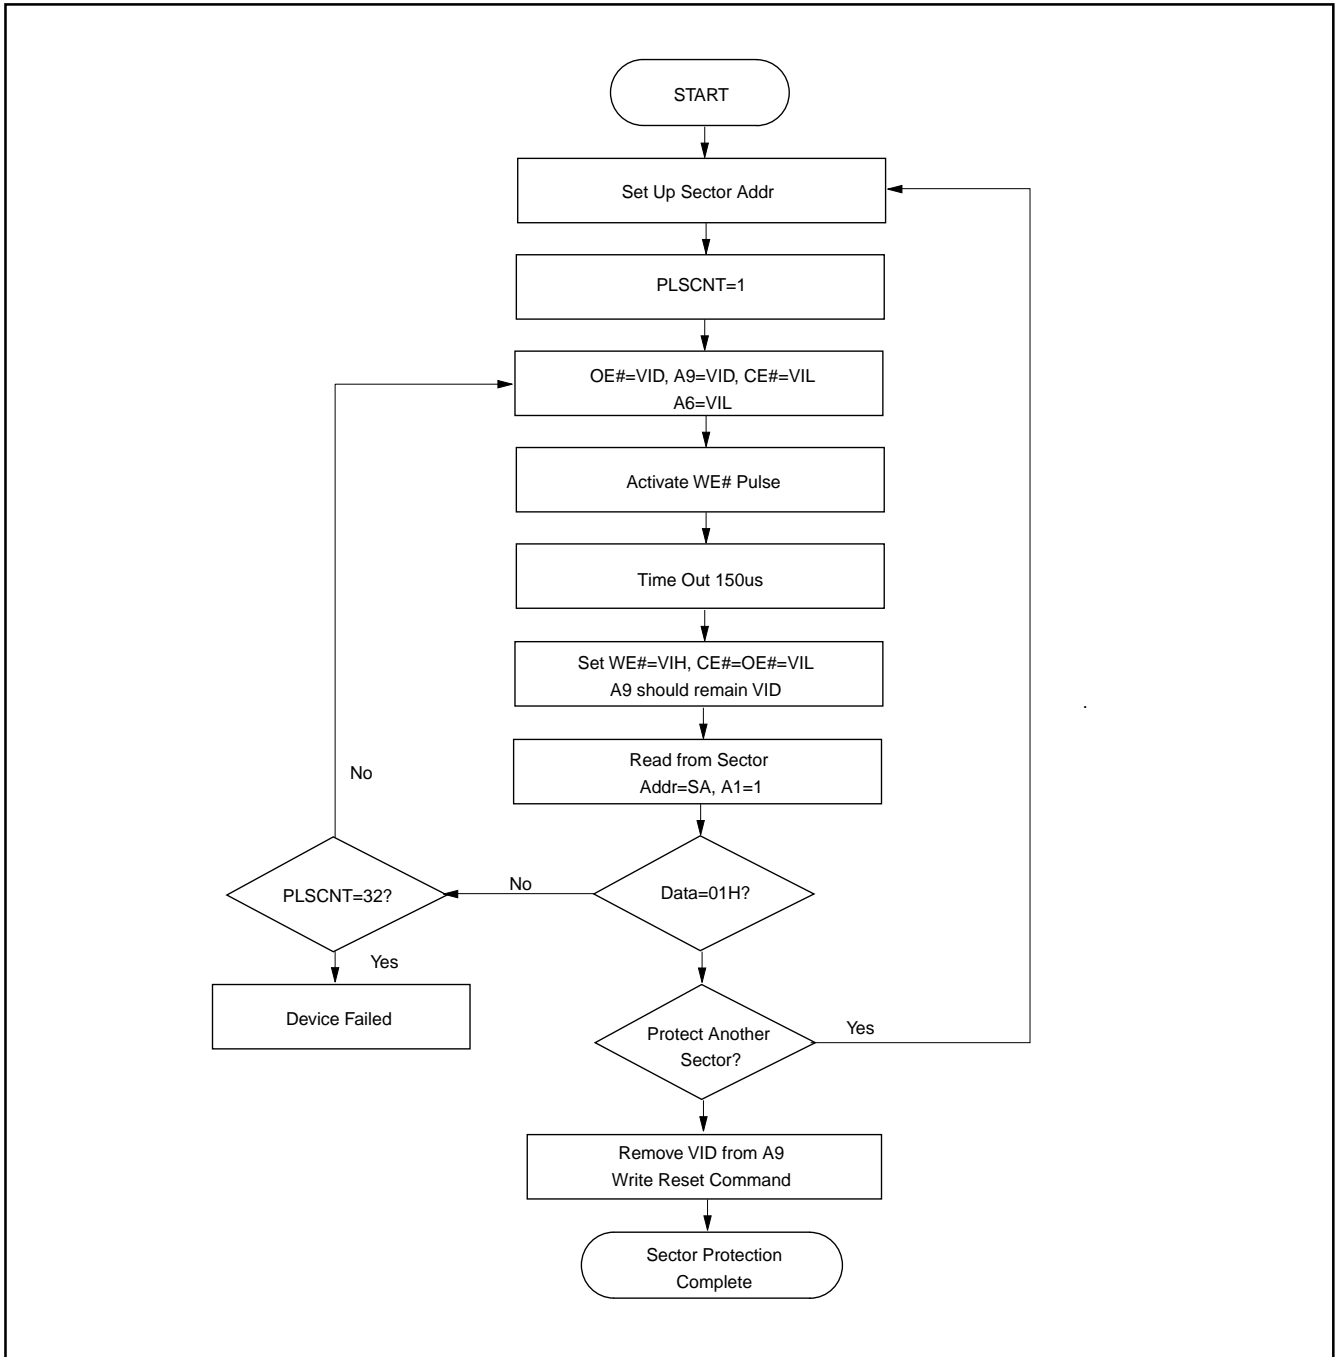 START
Set Up Sector Addr
PLSCNT=1
OE#=VID, A9=VID, CE#=VIL
A6=VIL
Activate WE# Pulse
Time Out 150us
Set WE#=VIH, CE#=OE#=VIL
A9 should remain VID
Read from Sector
Addr=SA, A1=1
No
PLSCNT=32?
No
Data=01H?
Yes
Device Failed
Protect Another
Sector?
Yes
Remove VID from A9
Write Reset Command
Sector Protection
Complete
.